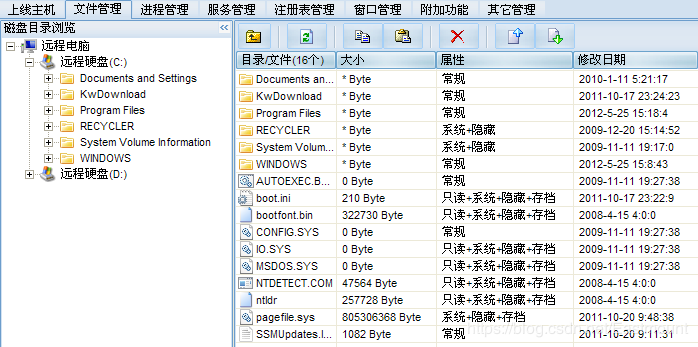 上线主机 文件管理 进程管理 服务管理 注册表管理 窗口管理 附加功能 其它管理
磁盘目录浏览
远程电脑
远程硬盘(C:)
Documents and Settings
KwDownload
Program Files
RECYCLER
System Volume Information
WINDOWS
远程硬盘(D:)
目录/文件(16个) 大小 属性 修改日期
Documents an... * Byte 常规 2010-1-11 5:21:17
KwDownload * Byte 常规 2011-10-17 23:24:23
Program Files * Byte 常规 2012-5-25 15:18:4
RECYCLER * Byte 系统+隐藏 2009-12-20 15:14:52
System Volum... * Byte 系统+隐藏 2009-11-11 19:17:0
WINDOWS * Byte 常规 2012-5-25 15:8:43
AUTOEXEC.B... 0 Byte 常规 2009-11-11 19:27:38
boot.ini 210 Byte 只读+系统+隐藏+存档 2011-10-17 23:22:9
bootfont.bin 322730 Byte 只读+系统+隐藏+存档 2008-4-15 4:0:0
CONFIG.SYS 0 Byte 常规 2009-11-11 19:27:38
IO.SYS 0 Byte 只读+系统+隐藏+存档 2009-11-11 19:27:38
MSDOS.SYS 0 Byte 只读+系统+隐藏+存档 2009-11-11 19:27:38
NTDETECT.COM 47564 Byte 只读+系统+隐藏+存档 2008-4-15 4:0:0
ntldr 257728 Byte 只读+系统+隐藏+存档 2008-4-15 4:0:0
pagefile.sys 805306368 Byte 系统+隐藏+存档 2011-10-20 9:48:38
SSMUpdates.l... 1082 Byte 常规 2011-10-20 9:11:31